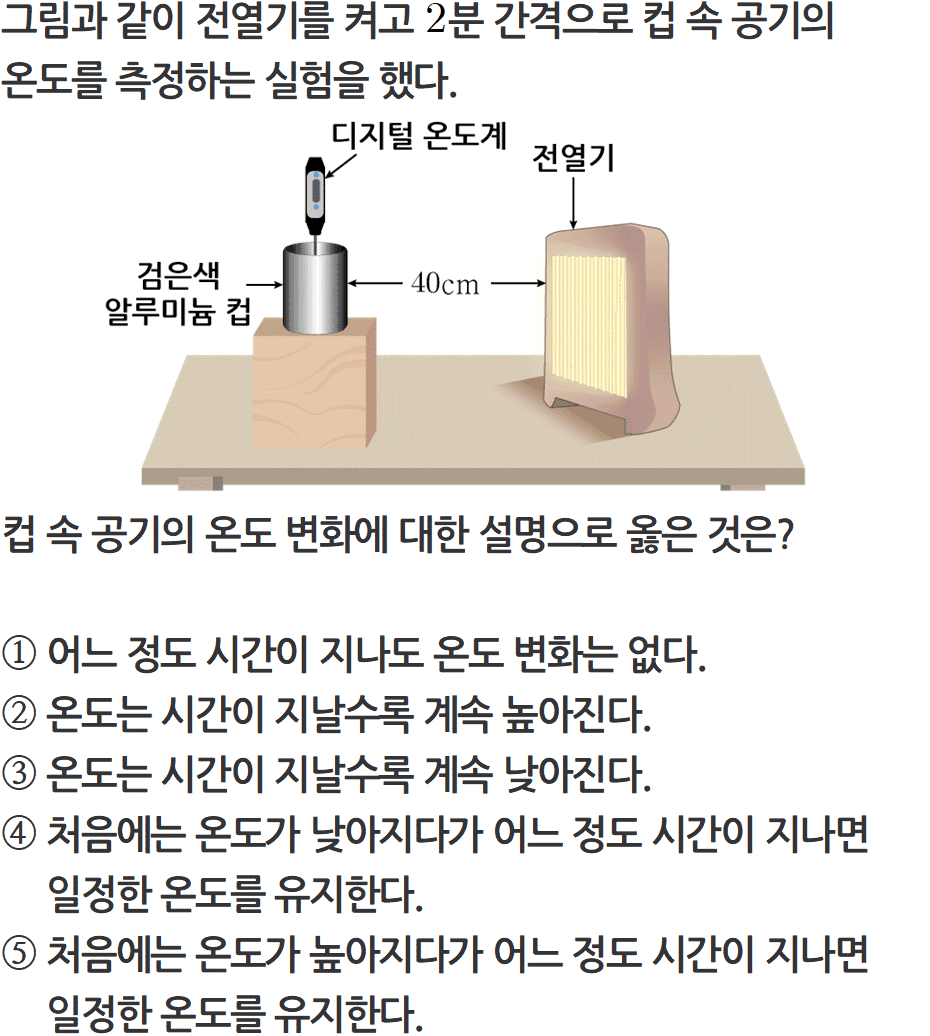 그림과 같이 전열기를 켜고 2분 간격으로 컵 속 공기의
온도를 측정하는 실험을 했다.
디지털 온도계
전열기
검은색
알루미늄 컵
40cm
컵 속 공기의 온도 변화에 대한 설명으로 옳은 것은?
① 어느 정도 시간이 지나도 온도 변화는 없다.
② 온도는 시간이 지날수록 계속 높아진다.
③ 온도는 시간이 지날수록 계속 낮아진다.
④ 처음에는 온도가 낮아지다가 어느 정도 시간이 지나면
일정한 온도를 유지한다.
⑤ 처음에는 온도가 높아지다가 어느 정도 시간이 지나면
일정한 온도를 유지한다.